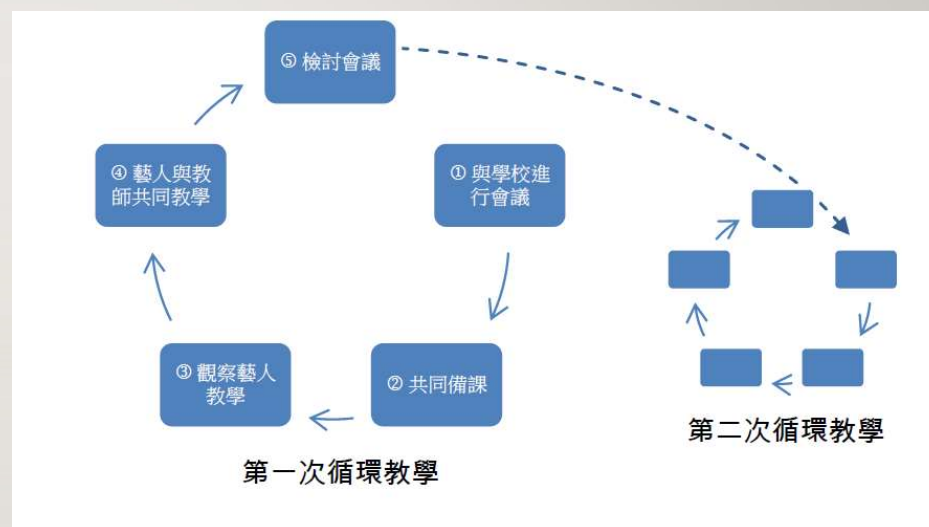 ⑤ 檢討會議
④ 藝人與教
師共同教學
① 與學校進
行會議
③ 觀察藝人
教學
② 共同備課
第一次循環教學
第二次循環教學